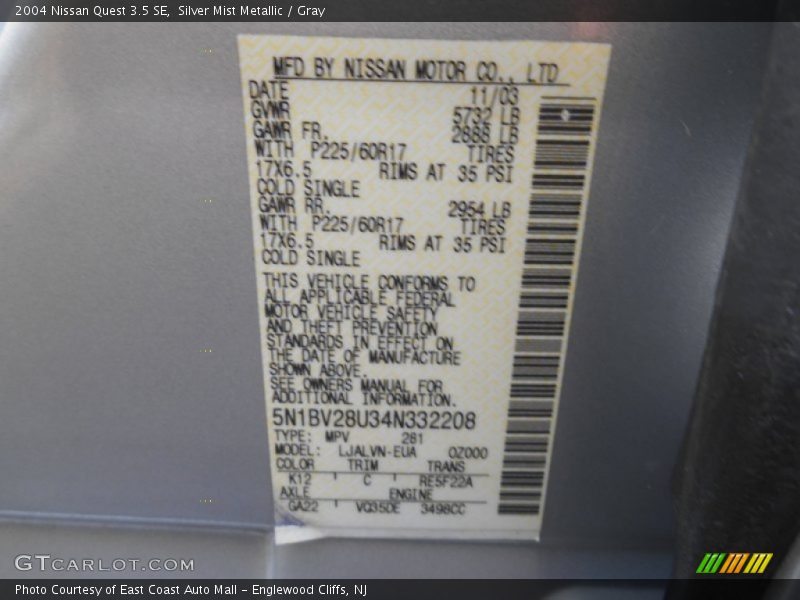 2004 Nissan Quest 3.5 SE,  Silver Mist Metallic / Gray
MFD BY NISSAN MOTOR CO., LTD
DATE 11/03
GVWR 5732 LB
GAWR FR. 2885 LB
WITH P225/60R17 TIRES
17X6.5 RIMS AT 35 PSI
COLD SINGLE
GAWR RR. 2954 LB
WITH P225/60R17 TIRES
17X6.5 RIMS AT 35 PSI
COLD SINGLE
THIS VEHICLE CONFORMS TO
ALL APPLICABLE FEDERAL
MOTOR VEHICLE SAFETY
AND THEFT PREVENTION
STANDARDS IN EFFECT ON
THE DATE OF MANUFACTURE
SHOWN ABOVE.
SEE OWNERS MANUAL FOR
ADDITIONAL INFORMATION.
5N1BV28U34N332208
TYPE: MPV 281
MODEL: LJALVN-EUA OZ000
COLOR TRIM TRANS
K12 C RE5F22A
AXLE ENGINE
GA22 VQ35DE 3498CC
GTCARLOT.COM
Photo Courtesy of East Coast Auto Mall - Englewood Cliffs, NJ